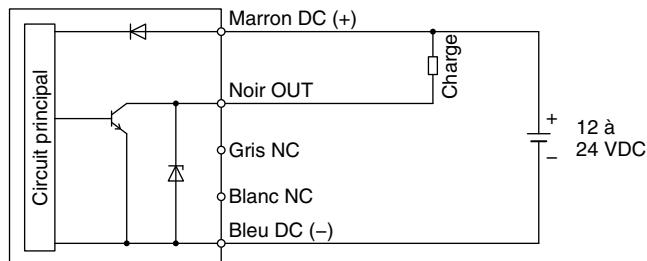 Marron DC (+)
Noir OUT
Gris NC
Blanc NC
Bleu DC (−)
Circuit principal
Charge
+
12 à
24 VDC
−